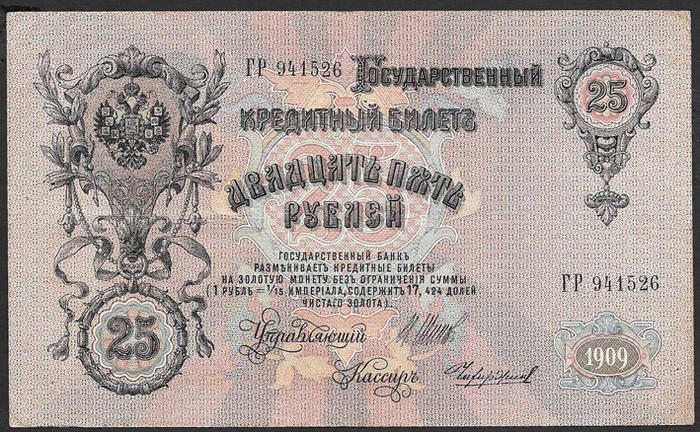 ГР 941526 Государственный
25
Кредитный Билетъ
Двадцать пять
рублей
Государственный Банкъ
размѣниваетъ кредитные билеты
на золотую монету безъ ограниченія суммы
(1 рубль = 1/15 имперіала, содержитъ 17, 424 долей
чистаго золота).
ГР 941526
Управляющій
25
1909
Кассиръ